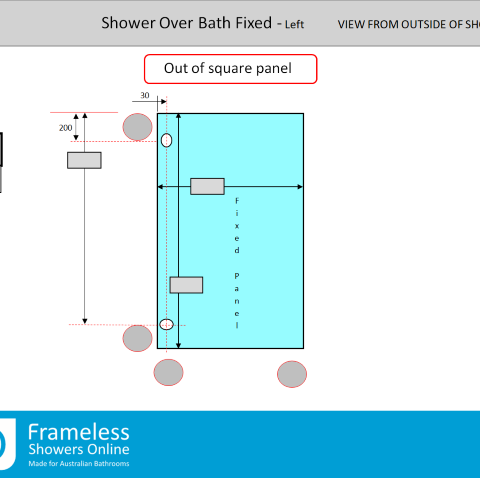 Shower Over Bath Fixed - Left
VIEW FROM OUTSIDE OF
Out of square panel
30
200
Fixed Panel
Frameless
Showers Online
Made for Australian Bathrooms